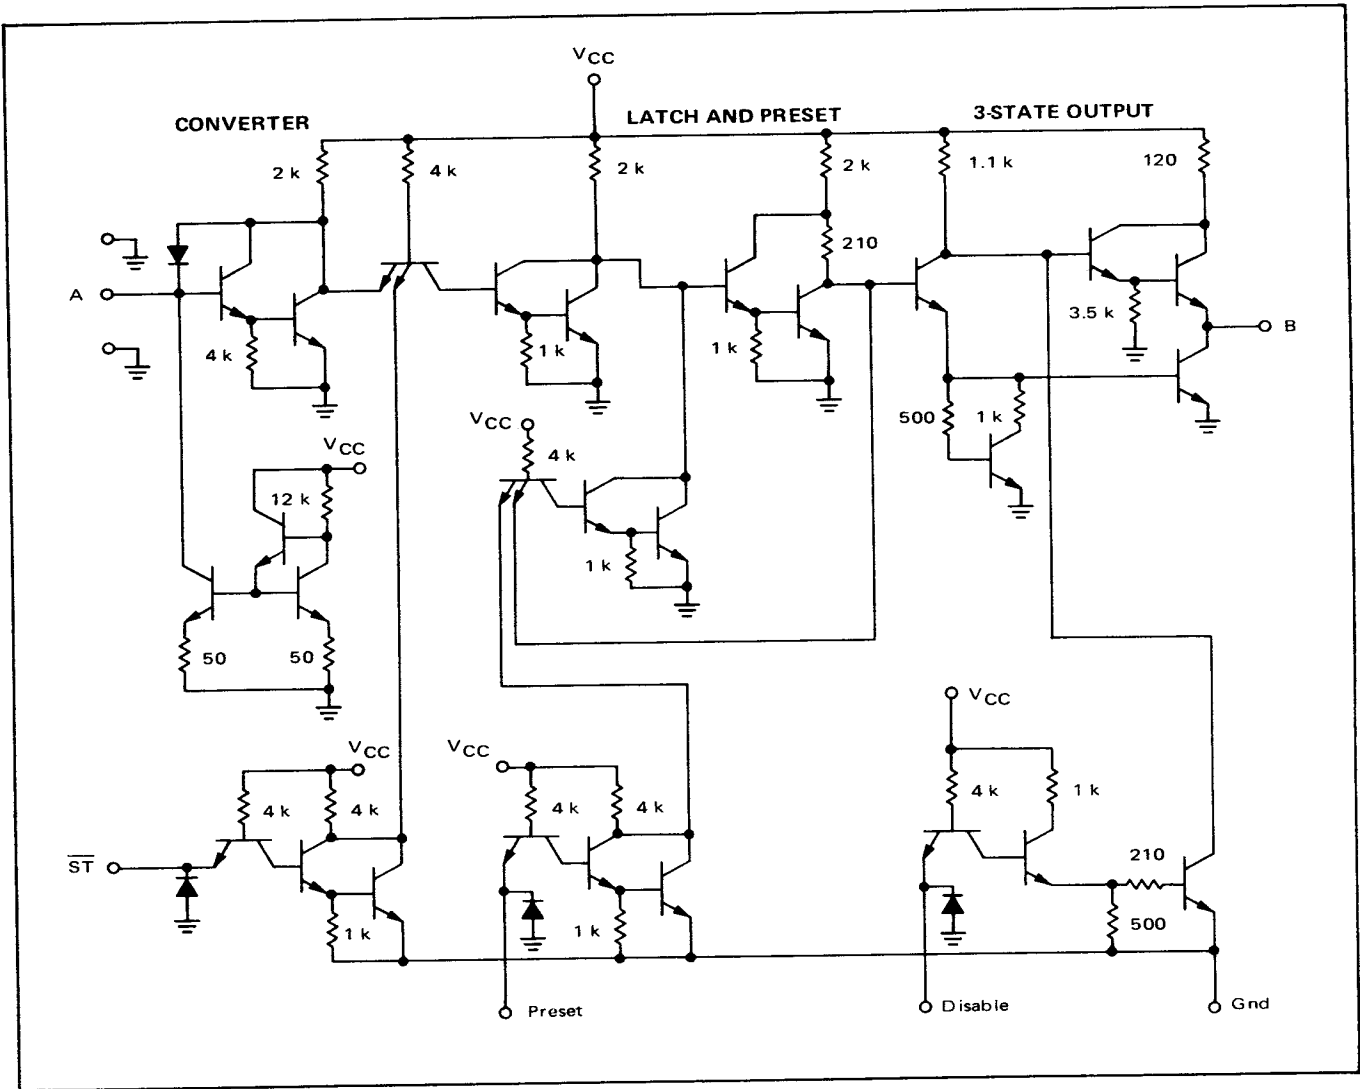 VCC
CONVERTER
LATCH AND PRESET
3-STATE OUTPUT
2 k
4 k
2 k
2 k
1.1 k
120
210
A
3.5 k
B
4 k
1 k
1 k
500
1 k
VCC
VCC
4 k
12 k
1 k
50
50
VCC
VCC
VCC
4 k
4 k
4 k
4 k
4 k
1 k
ST
210
1 k
1 k
500
Preset
Disable
Gnd